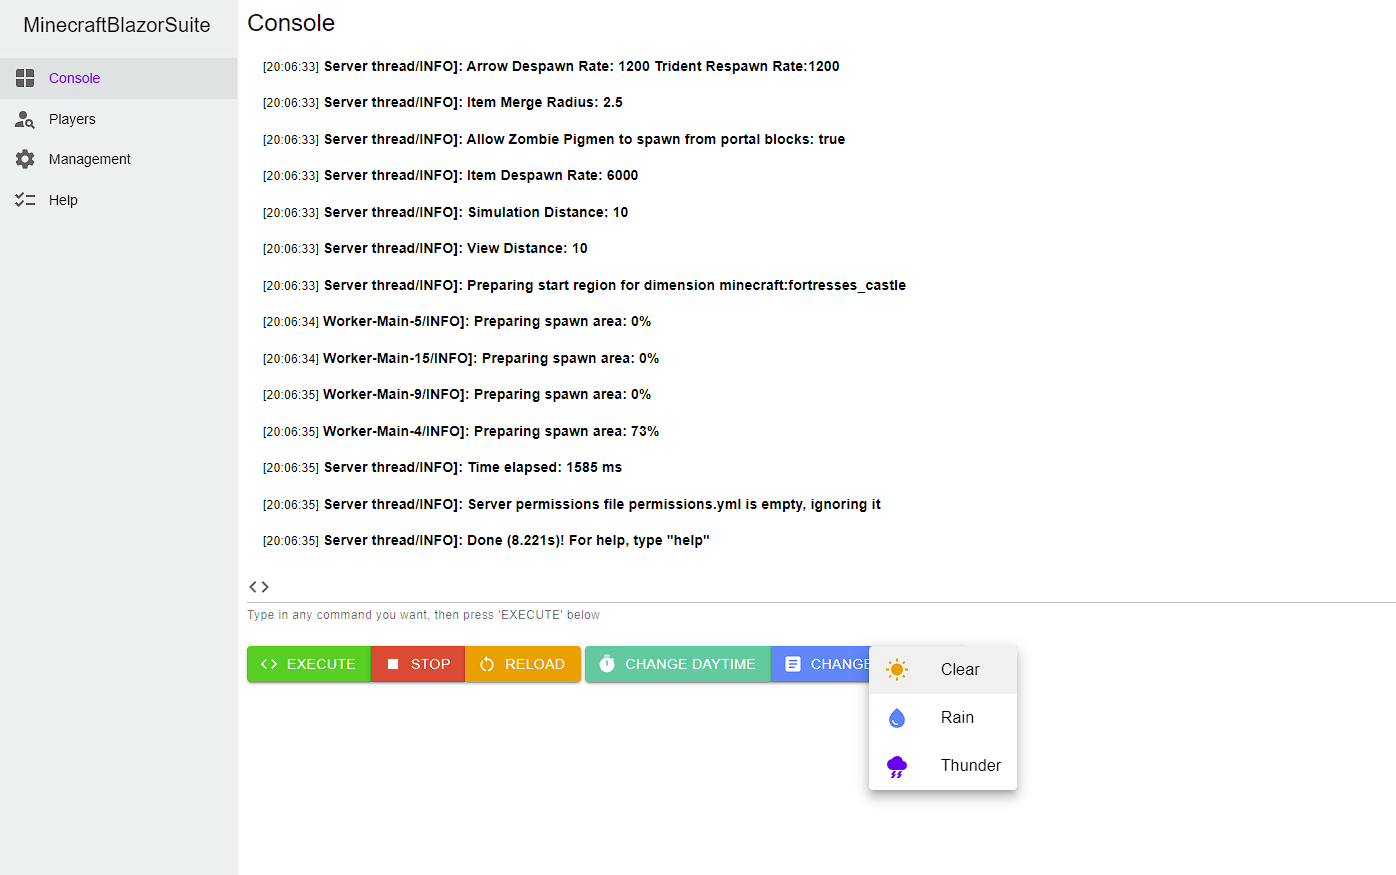 MinecraftBlazorSuite
Console
Players
Management
Help
Console
[20:06:33] Server thread/INFO]: Arrow Despawn Rate: 1200 Trident Respawn Rate:1200
[20:06:33] Server thread/INFO]: Item Merge Radius: 2.5
[20:06:33] Server thread/INFO]: Allow Zombie Pigmen to spawn from portal blocks: true
[20:06:33] Server thread/INFO]: Item Despawn Rate: 6000
[20:06:33] Server thread/INFO]: Simulation Distance: 10
[20:06:33] Server thread/INFO]: View Distance: 10
[20:06:33] Server thread/INFO]: Preparing start region for dimension minecraft:fortresses_castle
[20:06:34] Worker-Main-5/INFO]: Preparing spawn area: 0%
[20:06:34] Worker-Main-15/INFO]: Preparing spawn area: 0%
[20:06:35] Worker-Main-9/INFO]: Preparing spawn area: 0%
[20:06:35] Worker-Main-4/INFO]: Preparing spawn area: 73%
[20:06:35] Server thread/INFO]: Time elapsed: 1585 ms
[20:06:35] Server thread/INFO]: Server permissions file permissions.yml is empty, ignoring it
[20:06:35] Server thread/INFO]: Done (8.221s)! For help, type "help"
Type in any command you want, then press 'EXECUTE' below
EXECUTE STOP RELOAD CHANGE DAYTIME CHANGE
Clear
Rain
Thunder